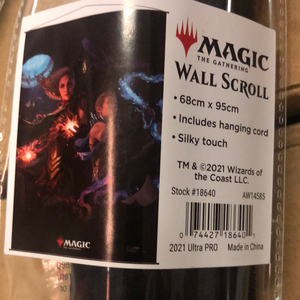 MAGIC
THE GATHERING
WALL SCROLL
• 68cm x 95cm
• Includes hanging cord
• Silky touch
TM & ©2021 Wizards of
the Coast LLC.
Stock #18640 AW14585
0 74427 18640 1
2021 Ultra PRO Made in China
MAGIC